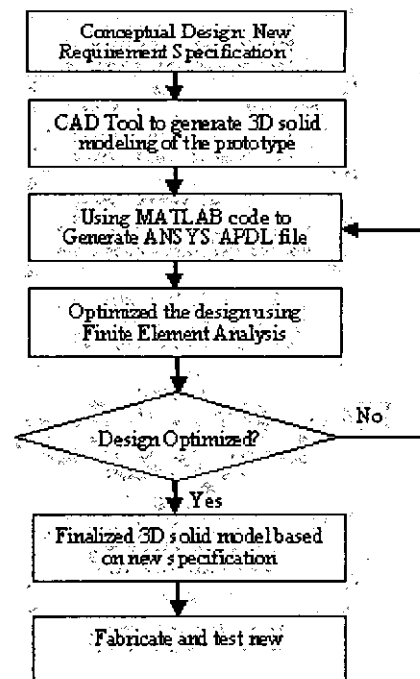 Conceptual Design: New
Requirement Specification
CAD Tool to generate 3D solid
modeling of the prototype
Using MATLAB code to
Generate ANSYS APDL file
Optimized the design using
Finite Element Analysis
Design Optimized?
No
Yes
Finalized 3D solid model based
on new specification
Fabricate and test new